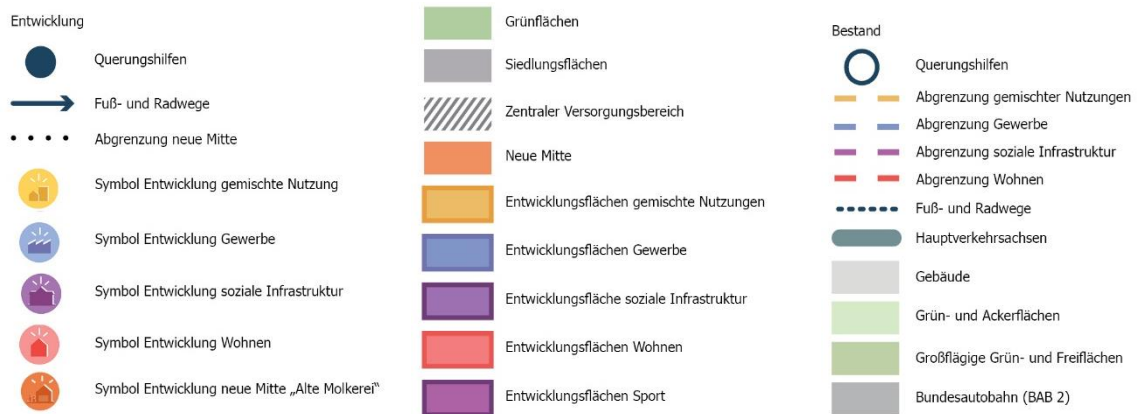 Entwicklung
Querungshilfen
Fuß- und Radwege
Abgrenzung neue Mitte
Symbol Entwicklung gemischte Nutzung
Symbol Entwicklung Gewerbe
Symbol Entwicklung soziale Infrastruktur
Symbol Entwicklung Wohnen
Symbol Entwicklung neue Mitte „Alte Molkerei“
Grünflächen
Siedlungsflächen
Zentraler Versorgungsbereich
Neue Mitte
Entwicklungsflächen gemischte Nutzungen
Entwicklungsflächen Gewerbe
Entwicklungsfläche soziale Infrastruktur
Entwicklungsflächen Wohnen
Entwicklungsflächen Sport
Bestand
Querungshilfen
Abgrenzung gemischter Nutzungen
Abgrenzung Gewerbe
Abgrenzung soziale Infrastruktur
Abgrenzung Wohnen
Fuß- und Radwege
Hauptverkehrsachsen
Gebäude
Grün- und Ackerflächen
Großflägige Grün- und Freiflächen
Bundesautobahn (BAB 2)